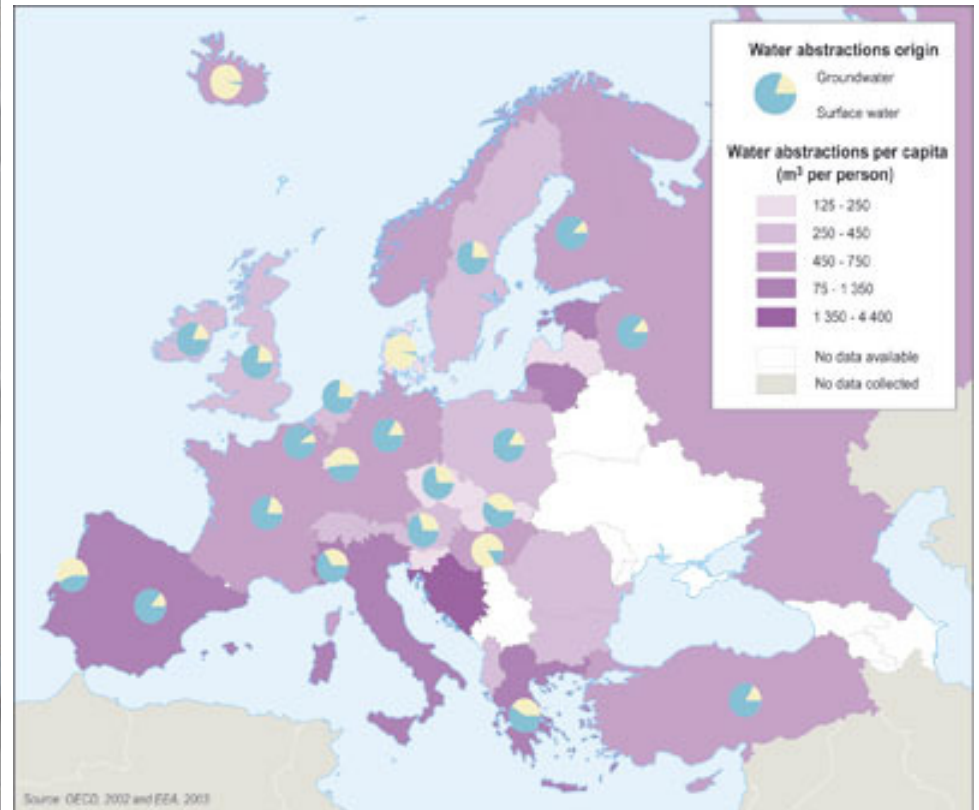 Water abstractions origin
Groundwater
Surface water
Water abstractions per capita
(m³ per person)
125 - 250
250 - 450
450 - 750
75 - 1 350
1 350 - 4 400
No data available
No data collected
Source: OECD, 2002 and EEA, 2003